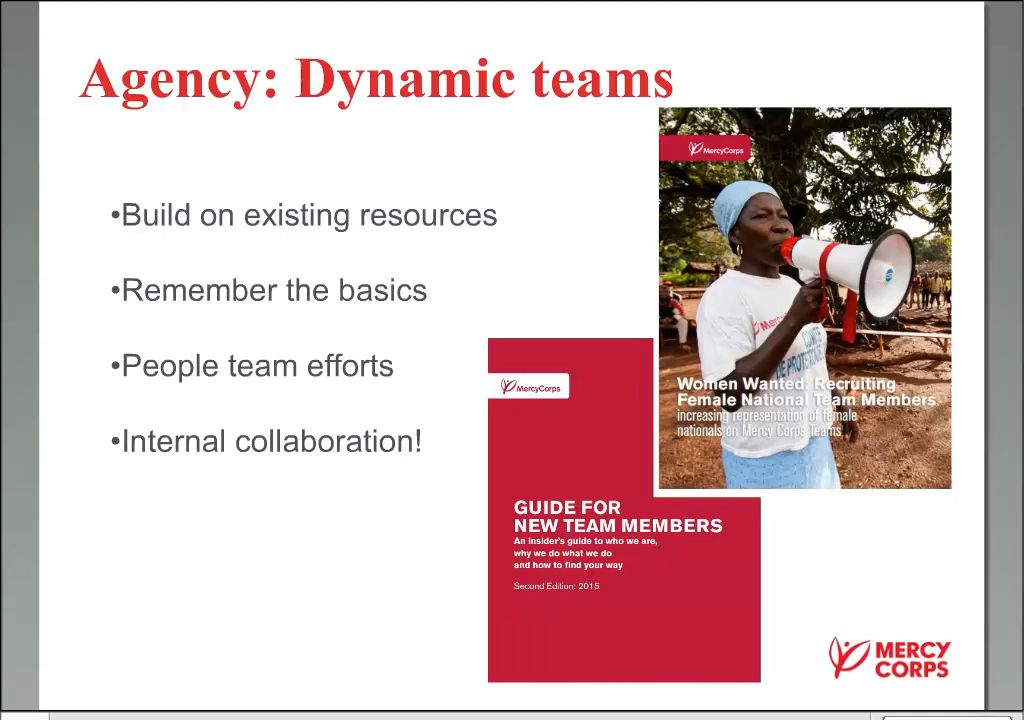 Agency: Dynamic teams
•Build on existing resources
•Remember the basics
•People team efforts
•Internal collaboration!
MercyCorps
Mercy
DE PROTECTION
Women Wanted: Recruiting
Female National Team Members
increasing representation of female
nationals on Mercy Corps Teams
MercyCorps
GUIDE FOR
NEW TEAM MEMBERS
An insider's guide to who we are,
why we do what we do
and how to find your way
Second Edition: 2015
MERCY
CORPS